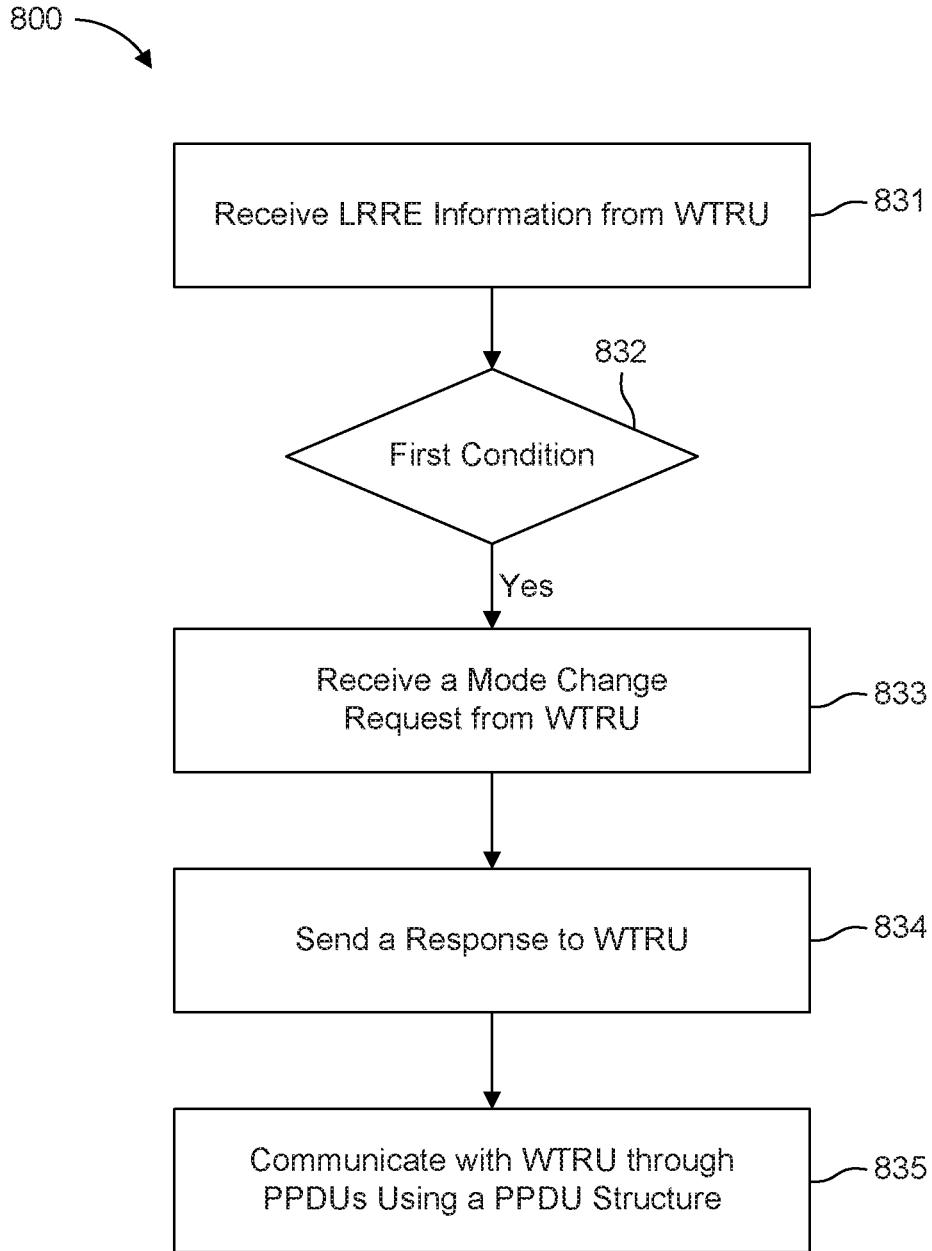 800
Receive LRRE Information from WTRU
831
832
First Condition
Yes
Receive a Mode Change
Request from WTRU
833
Send a Response to WTRU
834
Communicate with WTRU through
PPDUs Using a PPDU Structure
835